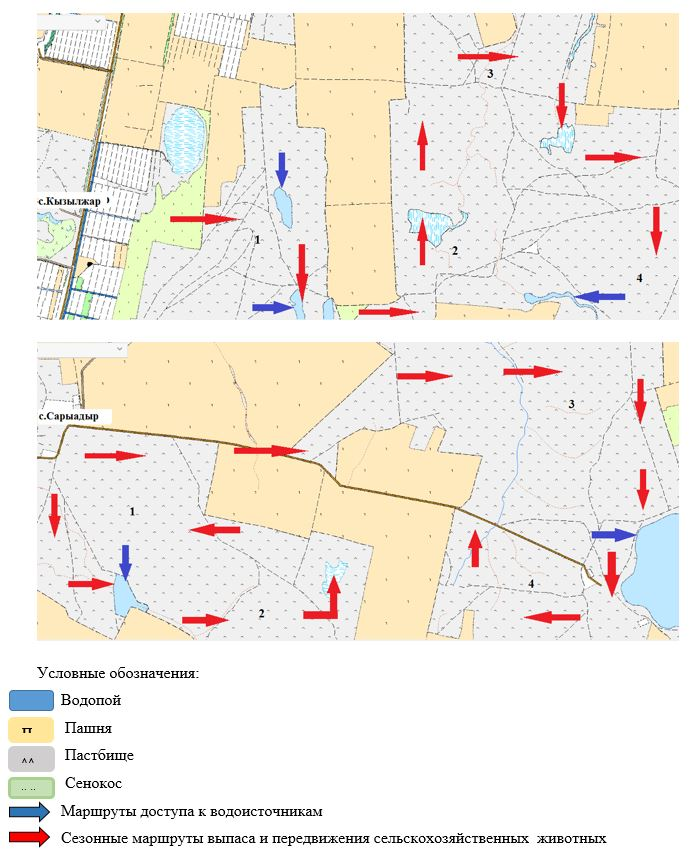 3
с.Кызылжар
1
2
4
с.Сарыадыр
3
1
4
2
Условные обозначения:
Водопой
Пашня
Пастбище
Сенокос
Маршруты доступа к водоисточникам
Сезонные маршруты выпаса и передвижения сельскохозяйственных животных